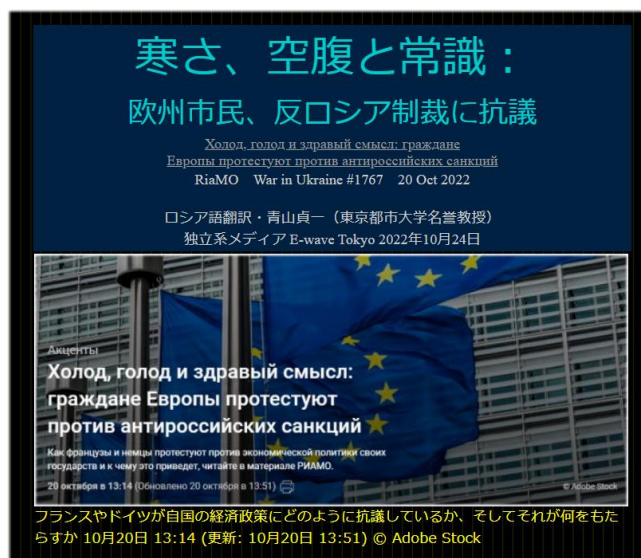 寒さ、空腹と常識：
欧州市民、反ロシア制裁に抗議
Холод, голод и здравый смысл: граждане
Европы протестуют против антироссийских санкций
RiaMO War in Ukraine #1767 20 Oct 2022
ロシア語翻訳・青山貞一（東京都市大学名誉教授）
独立系メディア E-wave Tokyo 2022年10月24日
Акценты
Холод, голод и здравый смысл:
граждане Европы протестуют
против антироссийских санкций
Как французы и немцы протестуют против экономической политики своих
государств и к чему это приведет, читайте в материале РИАМО.
20 октября в 13:14 (Обновлено 20 октября в 13:51)
© Adobe Stock
フランスやドイツが自国の経済政策にどのように抗議しているか、そしてそれが何をもた
らすか 10月20日 13:14 (更新: 10月20日 13:51) © Adobe Stock